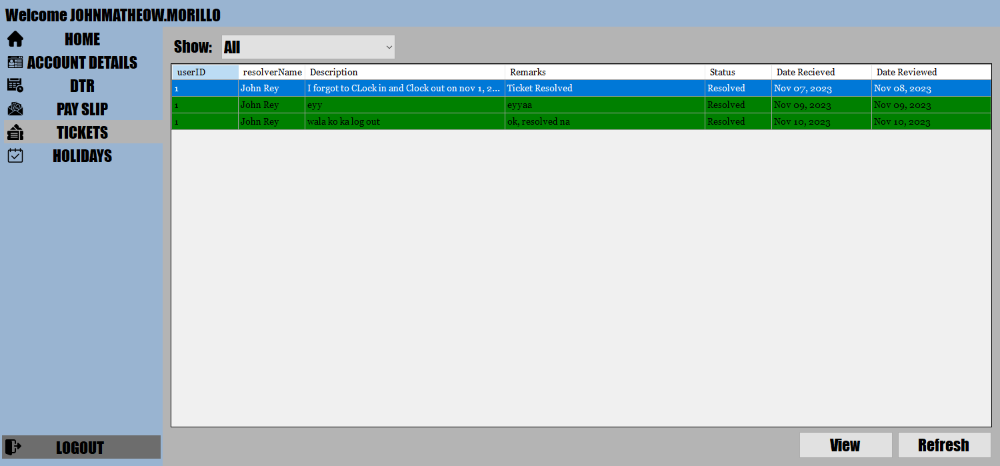 Welcome JOHNMATHEOW.MORILLO
HOME
ACCOUNT DETAILS
DTR
PAY SLIP
TICKETS
HOLIDAYS
LOGOUT
Show: All
userID resolverName Description Remarks Status Date Recieved Date Reviewed
1 John Rey I forgot to CLock in and Clock out on nov 1, 2... Ticket Resolved Resolved Nov 07, 2023 Nov 08, 2023
1 John Rey eyy eyyaa Resolved Nov 09, 2023 Nov 09, 2023
1 John Rey wala ko ka log out ok, resolved na Resolved Nov 10, 2023 Nov 10, 2023
View Refresh